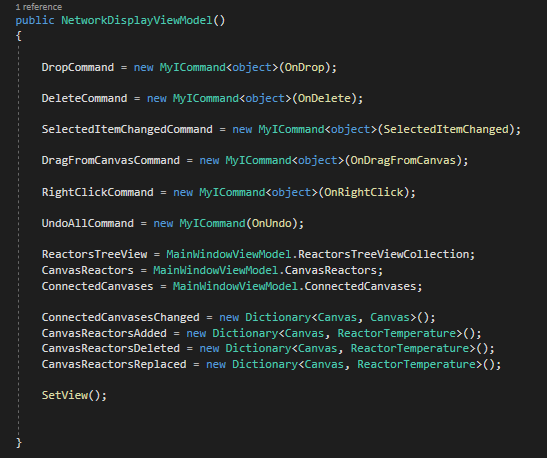 1 reference
public NetworkDisplayViewModel()
{
DropCommand = new MyICommand<object>(OnDrop);
DeleteCommand = new MyICommand<object>(OnDelete);
SelectedItemChangedCommand = new MyICommand<object>(SelectedItemChanged);
DragFromCanvasCommand = new MyICommand<object>(OnDragFromCanvas);
RightClickCommand = new MyICommand<object>(OnRightClick);
UndoAllCommand = new MyICommand(OnUndo);
ReactorsTreeView = MainWindowViewModel.ReactorsTreeViewCollection;
CanvasReactors = MainWindowViewModel.CanvasReactors;
ConnectedCanvases = MainWindowViewModel.ConnectedCanvases;
ConnectedCanvasesChanged = new Dictionary<Canvas, Canvas>();
CanvasReactorsAdded = new Dictionary<Canvas, ReactorTemperature>();
CanvasReactorsDeleted = new Dictionary<Canvas, ReactorTemperature>();
CanvasReactorsReplaced = new Dictionary<Canvas, ReactorTemperature>();
SetView();
}